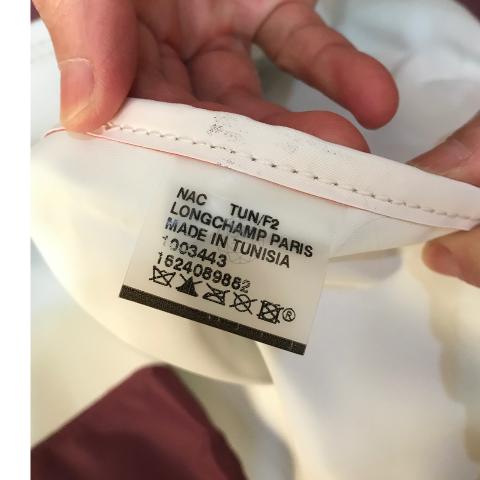 NAC TUN/F2
LONGCHAMP PARIS
MADE IN TUNISIA
1003443
1624089862
®